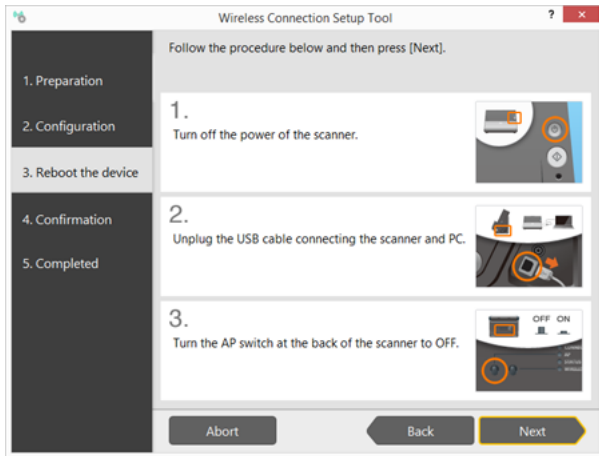 Wireless Connection Setup Tool
?
×
Follow the procedure below and then press [Next].
1. Preparation
2. Configuration
3. Reboot the device
4. Confirmation
5. Completed
1.
Turn off the power of the scanner.
2.
Unplug the USB cable connecting the scanner and PC.
3.
Turn the AP switch at the back of the scanner to OFF.
OFF ON
Abort
Back
Next